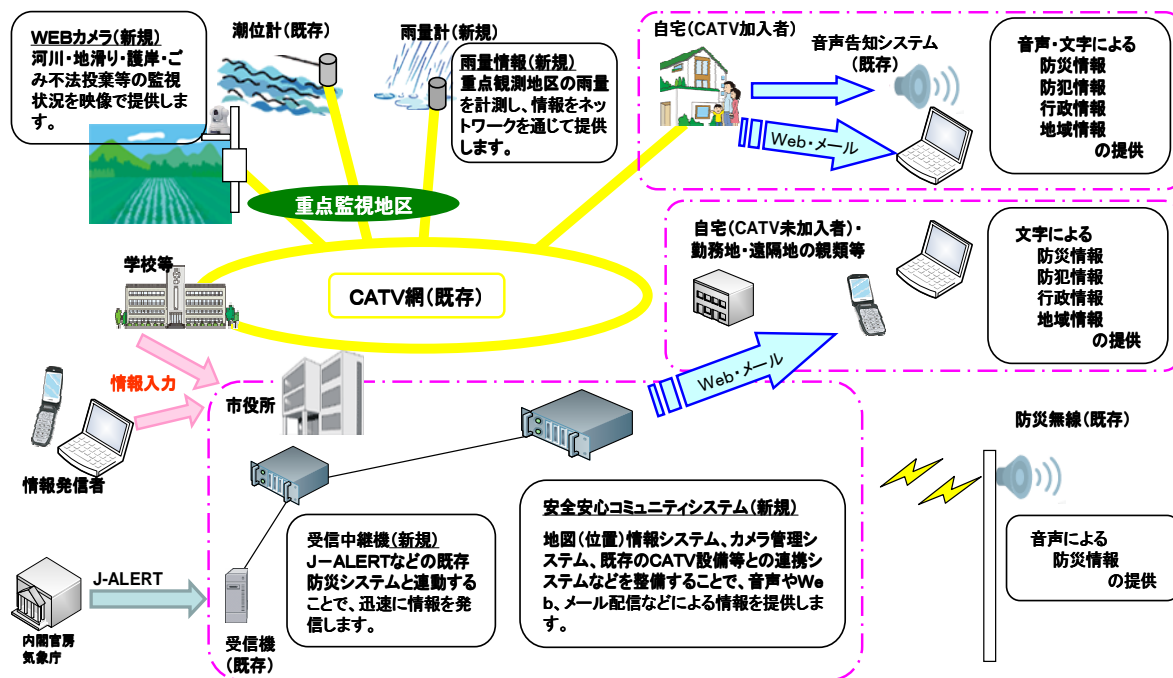 WEBカメラ(新規)
河川・地滑り・護岸・ご
み不法投棄等の監視
状況を映像で提供しま
す。
潮位計(既存)
雨量計(新規)
雨量情報(新規)
重点観測地区の雨量
を計測し、情報をネッ
トワークを通じて提供
します。
重点監視地区
自宅(CATV加入者)
音声告知システム
(既存)
Web・メール
音声・文字による
防災情報
防犯情報
行政情報
地域情報
の提供
自宅(CATV未加入者)・
勤務地・遠隔地の親類等
文字による
防災情報
防犯情報
行政情報
地域情報
の提供
Web・メール
学校等
CATV網(既存)
情報入力
市役所
情報発信者
防災無線(既存)
音声による
防災情報
の提供
安全安心コミュニティシステム(新規)
地図(位置)情報システム、カメラ管理シ
ステム、既存のCATV設備等との連携シ
ステムなどを整備することで、音声やWe
b、メール配信などによる情報を提供しま
す。
受信中継機(新規)
J-ALERTなどの既存
防災システムと連動する
ことで、迅速に情報を発
信します。
J-ALERT
内閣官房
気象庁
受信機
(既存)